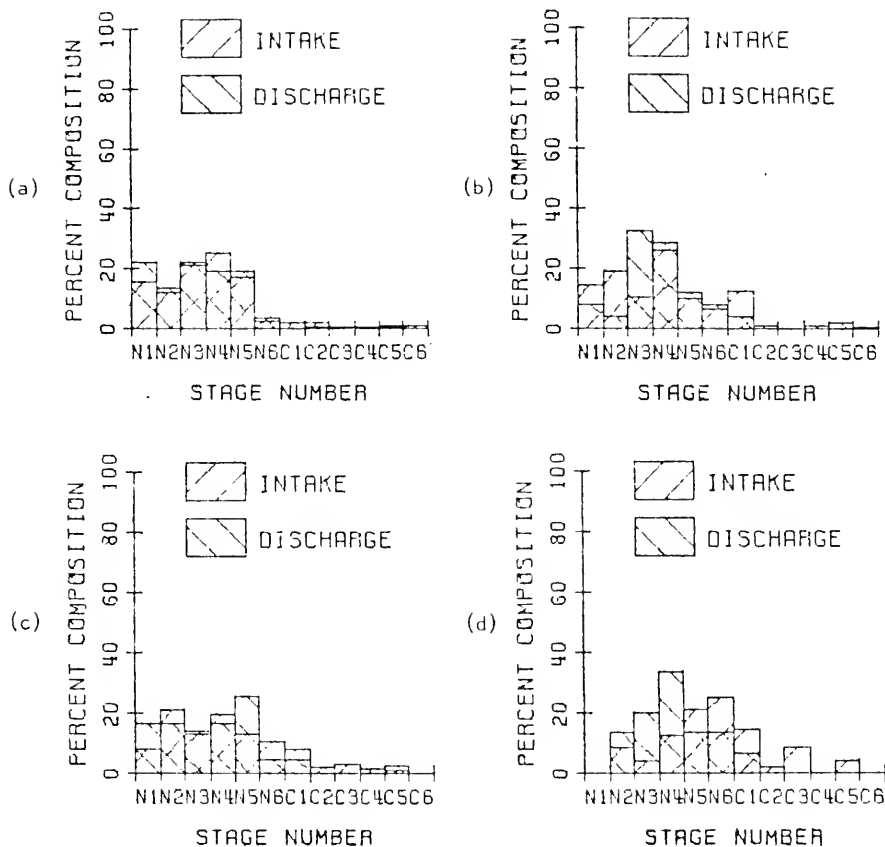 (a)
PERCENT COMPOSITION
100
80
60
40
20
0
INTAKE
DISCHARGE
N1N2N3N4N5N6C1C2C3C4C5C6
STAGE NUMBER
(b)
PERCENT COMPOSITION
100
80
60
40
20
0
INTAKE
DISCHARGE
N1N2N3N4N5N6C1C2C3C4C5C6
STAGE NUMBER
(c)
PERCENT COMPOSITION
100
80
60
40
20
0
INTAKE
DISCHARGE
N1N2N3N4N5N6C1C2C3C4C5C6
STAGE NUMBER
(d)
PERCENT COMPOSITION
100
80
60
40
20
0
INTAKE
DISCHARGE
N1N2N3N4N5N6C1C2C3C4C5C6
STAGE NUMBER